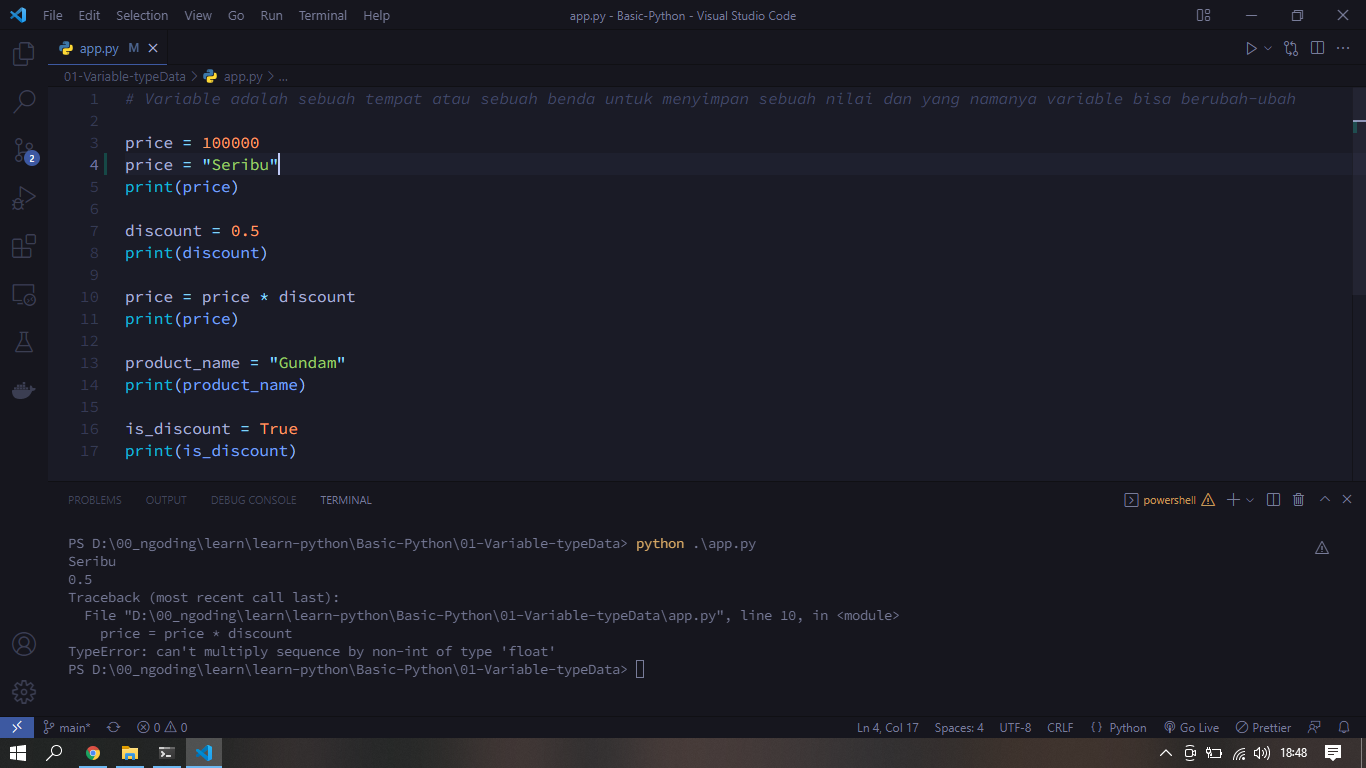 File Edit Selection View Go Run Terminal Help app.py - Basic-Python - Visual Studio Code
app.py M
01-Variable-typeData > app.py > ...
1 # Variable adalah sebuah tempat atau sebuah benda untuk menyimpan sebuah nilai dan yang namanya variable bisa berubah-ubah
2
3 price = 100000
4 price = "Seribu"
5 print(price)
6
7 discount = 0.5
8 print(discount)
9
10 price = price * discount
11 print(price)
12
13 product_name = "Gundam"
14 print(product_name)
15
16 is_discount = True
17 print(is_discount)
2
PROBLEMS OUTPUT DEBUG CONSOLE TERMINAL powershell
PS D:\00_ngoding\learn\learn-python\Basic-Python\01-Variable-typeData> python .\app.py
Seribu
0.5
Traceback (most recent call last):
  File "D:\00_ngoding\learn\learn-python\Basic-Python\01-Variable-typeData\app.py", line 10, in <module>
    price = price * discount
TypeError: can't multiply sequence by non-int of type 'float'
PS D:\00_ngoding\learn\learn-python\Basic-Python\01-Variable-typeData>
main* 0 0 Ln 4, Col 17 Spaces: 4 UTF-8 CRLF Python Go Live Prettier
18:48